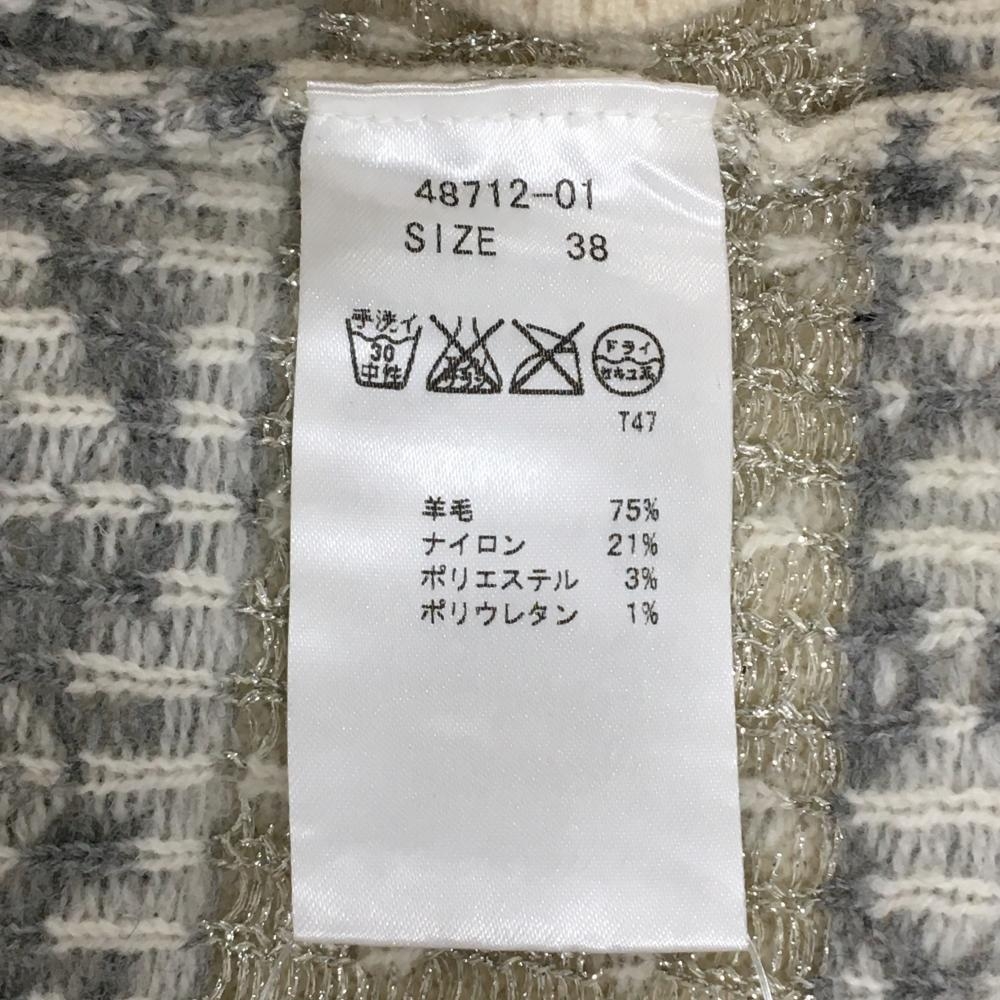 48712-01
SIZE 38
手洗イ ドライ
30 セキユ系
中性
T47
羊毛 75%
ナイロン 21%
ポリエステル 3%
ポリウレタン 1%